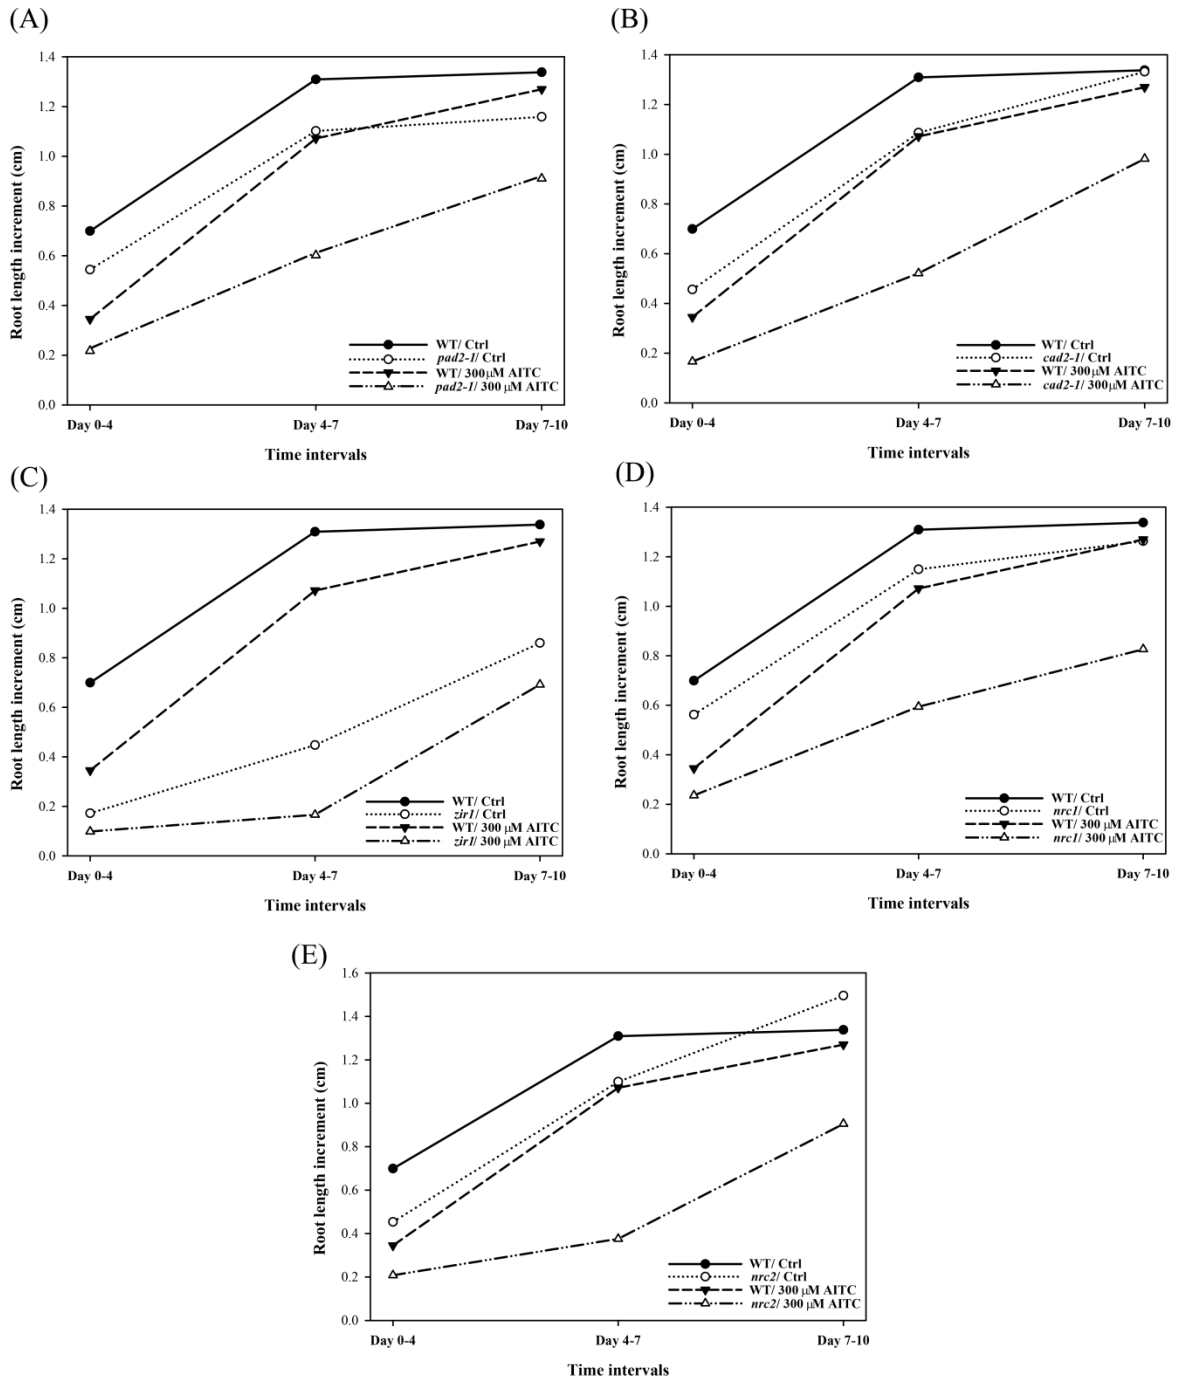 (A)
1.4
1.2
1.0
0.8
0.6
0.4
0.2
0.0
Root length increment (cm)
WT/ Ctrl
pad2-1/ Ctrl
WT/ 300μM AITC
pad2-1/ 300 μM AITC
Day 0-4
Day 4-7
Day 7-10
Time intervals
(B)
1.4
1.2
1.0
0.8
0.6
0.4
0.2
0.0
Root length increment (cm)
WT/ Ctrl
cad2-1/ Ctrl
WT/ 300μM AITC
cad2-1/ 300μM AITC
Day 0-4
Day 4-7
Day 7-10
Time intervals
(C)
1.4
1.2
1.0
0.8
0.6
0.4
0.2
0.0
Root length increment (cm)
WT/ Ctrl
zir1/ Ctrl
WT/ 300 μM AITC
zir1/ 300 μM AITC
Day 0-4
Day 4-7
Day 7-10
Time intervals
(D)
1.4
1.2
1.0
0.8
0.6
0.4
0.2
0.0
Root length increment (cm)
WT/ Ctrl
nrc1/ Ctrl
WT/ 300 μM AITC
nrc1/ 300 μM AITC
Day 0-4
Day 4-7
Day 7-10
Time intervals
(E)
1.6
1.4
1.2
1.0
0.8
0.6
0.4
0.2
0.0
Root length increment (cm)
WT/ Ctrl
nrc2/ Ctrl
WT/ 300 μM AITC
nrc2/ 300 μM AITC
Day 0-4
Day 4-7
Day 7-10
Time intervals